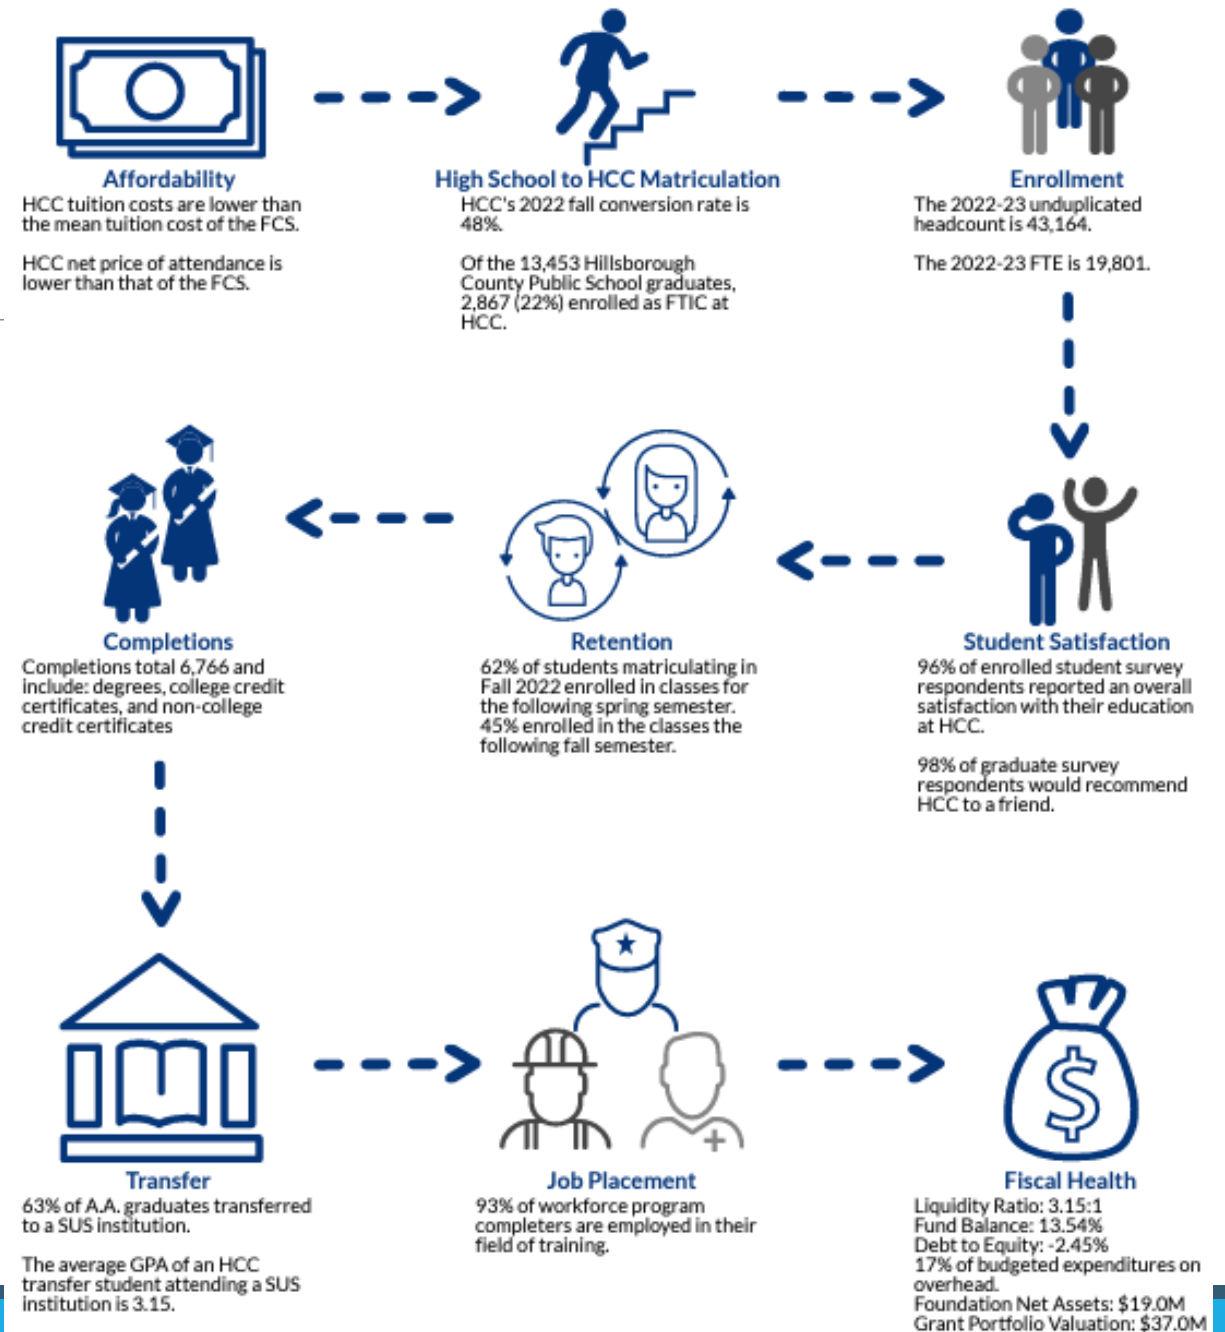 Affordability
HCC tuition costs are lower than
the mean tuition cost of the FCS.
HCC net price of attendance is
lower than that of the FCS.
High School to HCC Matriculation
HCC's 2022 fall conversion rate is
48%.
Of the 13,453 Hillsborough
County Public School graduates,
2,867 (22%) enrolled as FTIC at
HCC.
Enrollment
The 2022-23 unduplicated
headcount is 43,164.
The 2022-23 FTE is 19,801.
Completions
Completions total 6,766 and
include: degrees, college credit
certificates, and non-college
credit certificates
Retention
62% of students matriculating in
Fall 2022 enrolled in classes for
the following spring semester.
45% enrolled in the classes the
following fall semester.
Student Satisfaction
96% of enrolled student survey
respondents reported an overall
satisfaction with their education
at HCC.
98% of graduate survey
respondents would recommend
HCC to a friend.
Transfer
63% of A.A. graduates transferred
to a SUS institution.
The average GPA of an HCC
transfer student attending a SUS
institution is 3.15.
Job Placement
93% of workforce program
completers are employed in their
field of training.
$
Fiscal Health
Liquidity Ratio: 3.15:1
Fund Balance: 13.54%
Debt to Equity: -2.45%
17% of budgeted expenditures on
overhead.
Foundation Net Assets: $19.0M
Grant Portfolio Valuation: $37.0M